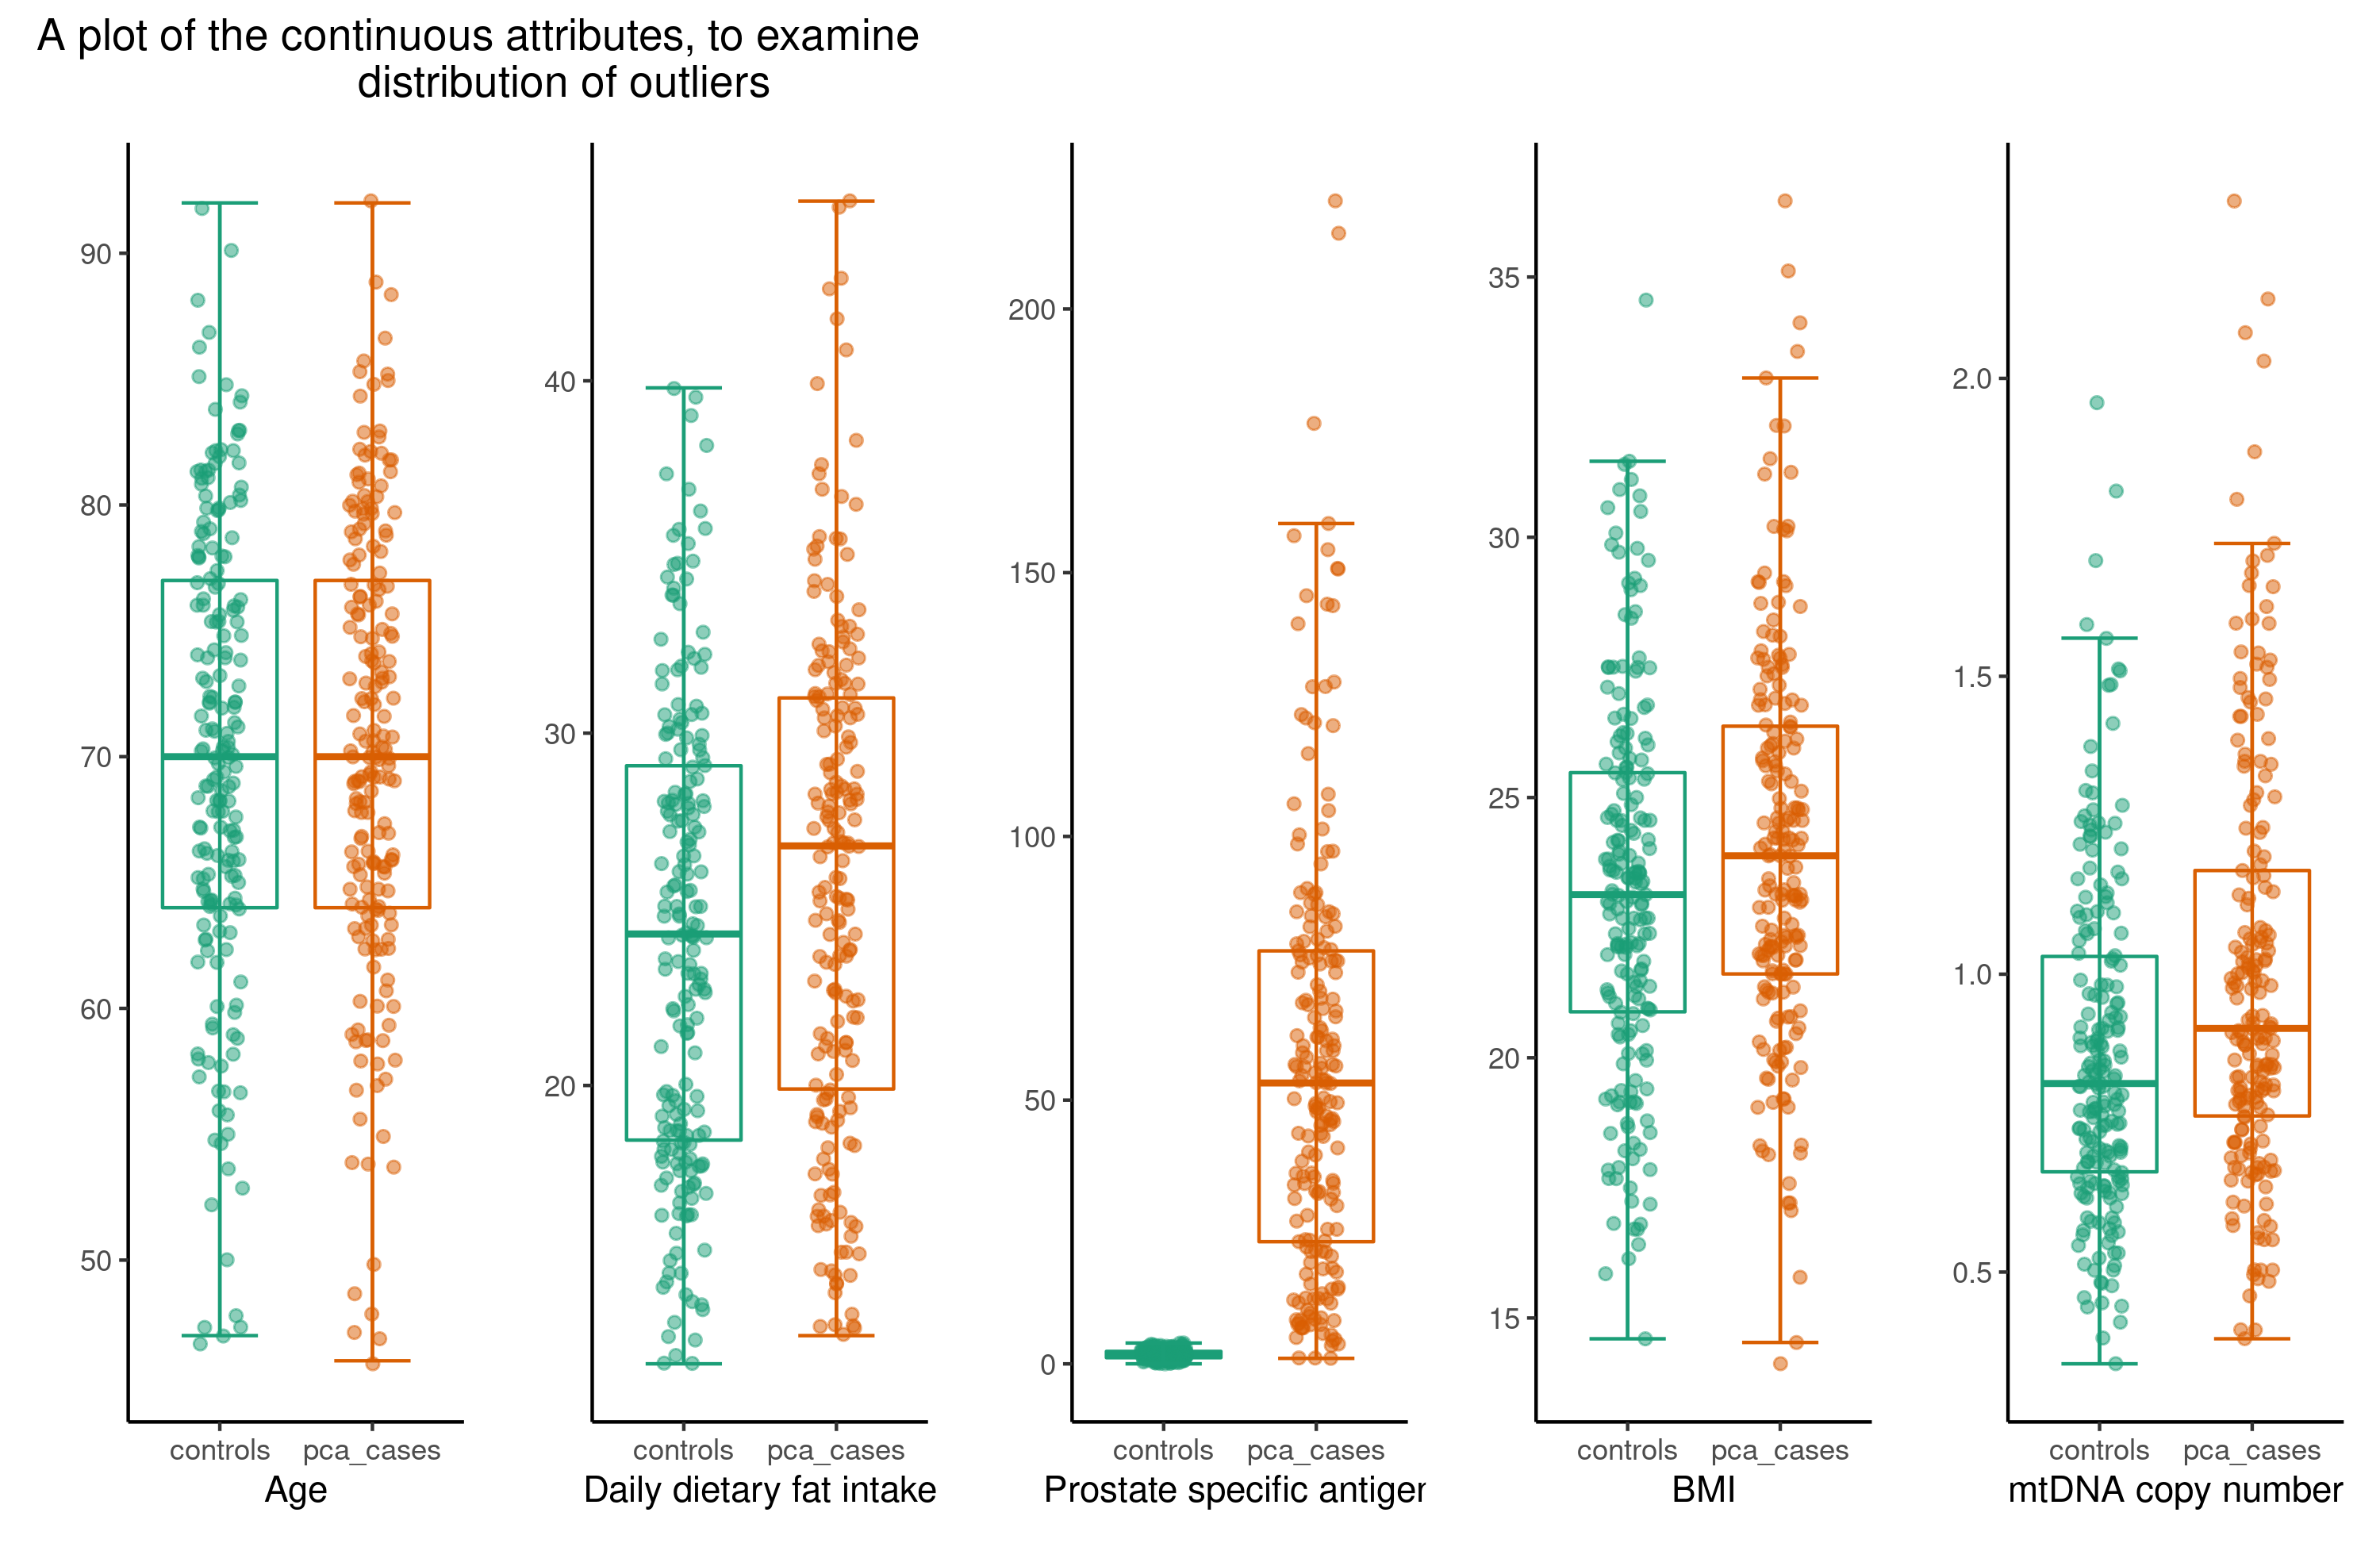 A plot of the continuous attributes, to examine
distribution of outliers
90
80
70
60
50
controls pca_cases
Age
40
30
20
controls pca_cases
Daily dietary fat intake
200
150
100
50
0
controls pca_cases
Prostate specific antigen
35
30
25
20
15
controls pca_cases
BMI
2.0
1.5
1.0
0.5
controls pca_cases
mtDNA copy number